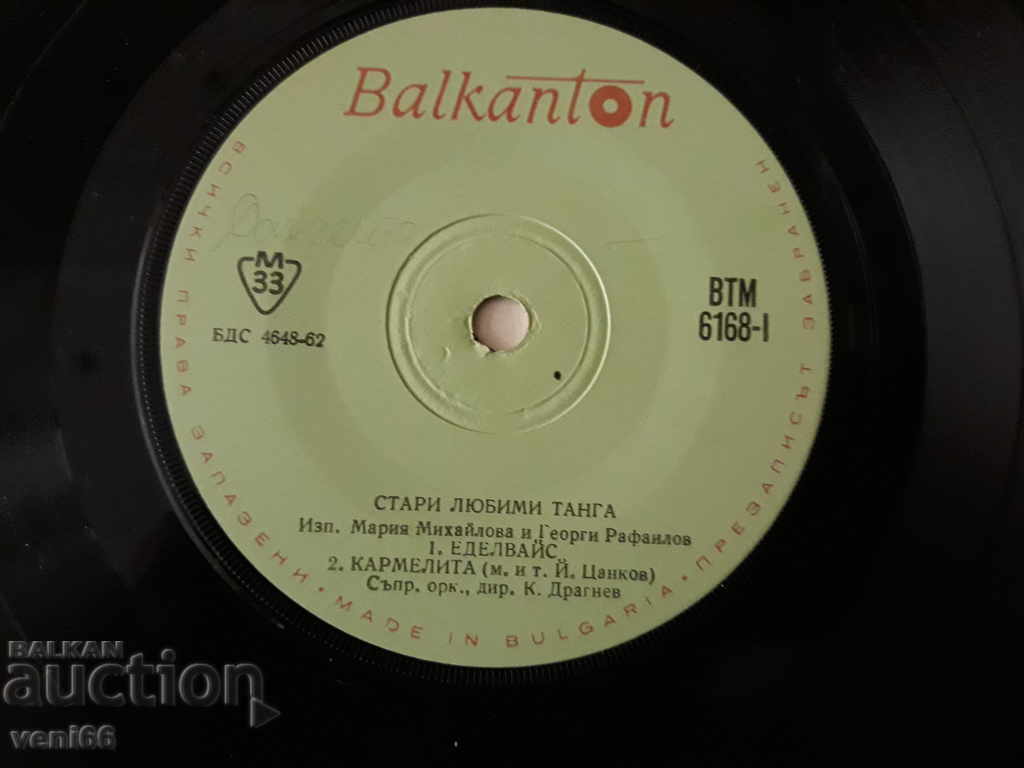 Balkanton
ВСИЧКИ ПРАВА ЗАПАЗЕНИ • MADE IN BULGARIA • ПРЕЗАПИСЪТ ЗАБРАНЕН
М
33
БДС 4648-62
ВТМ
6168-I
СТАРИ ЛЮБИМИ ТАНГА
Изп. Мария Михайлова и Георги Рафаилов
1. ЕДЕЛВАЙС
2. КАРМЕЛИТА (м. и т. Й. Цанков)
Съпр. орк., дир. К. Драгнев
BALKAN
auction
veni66